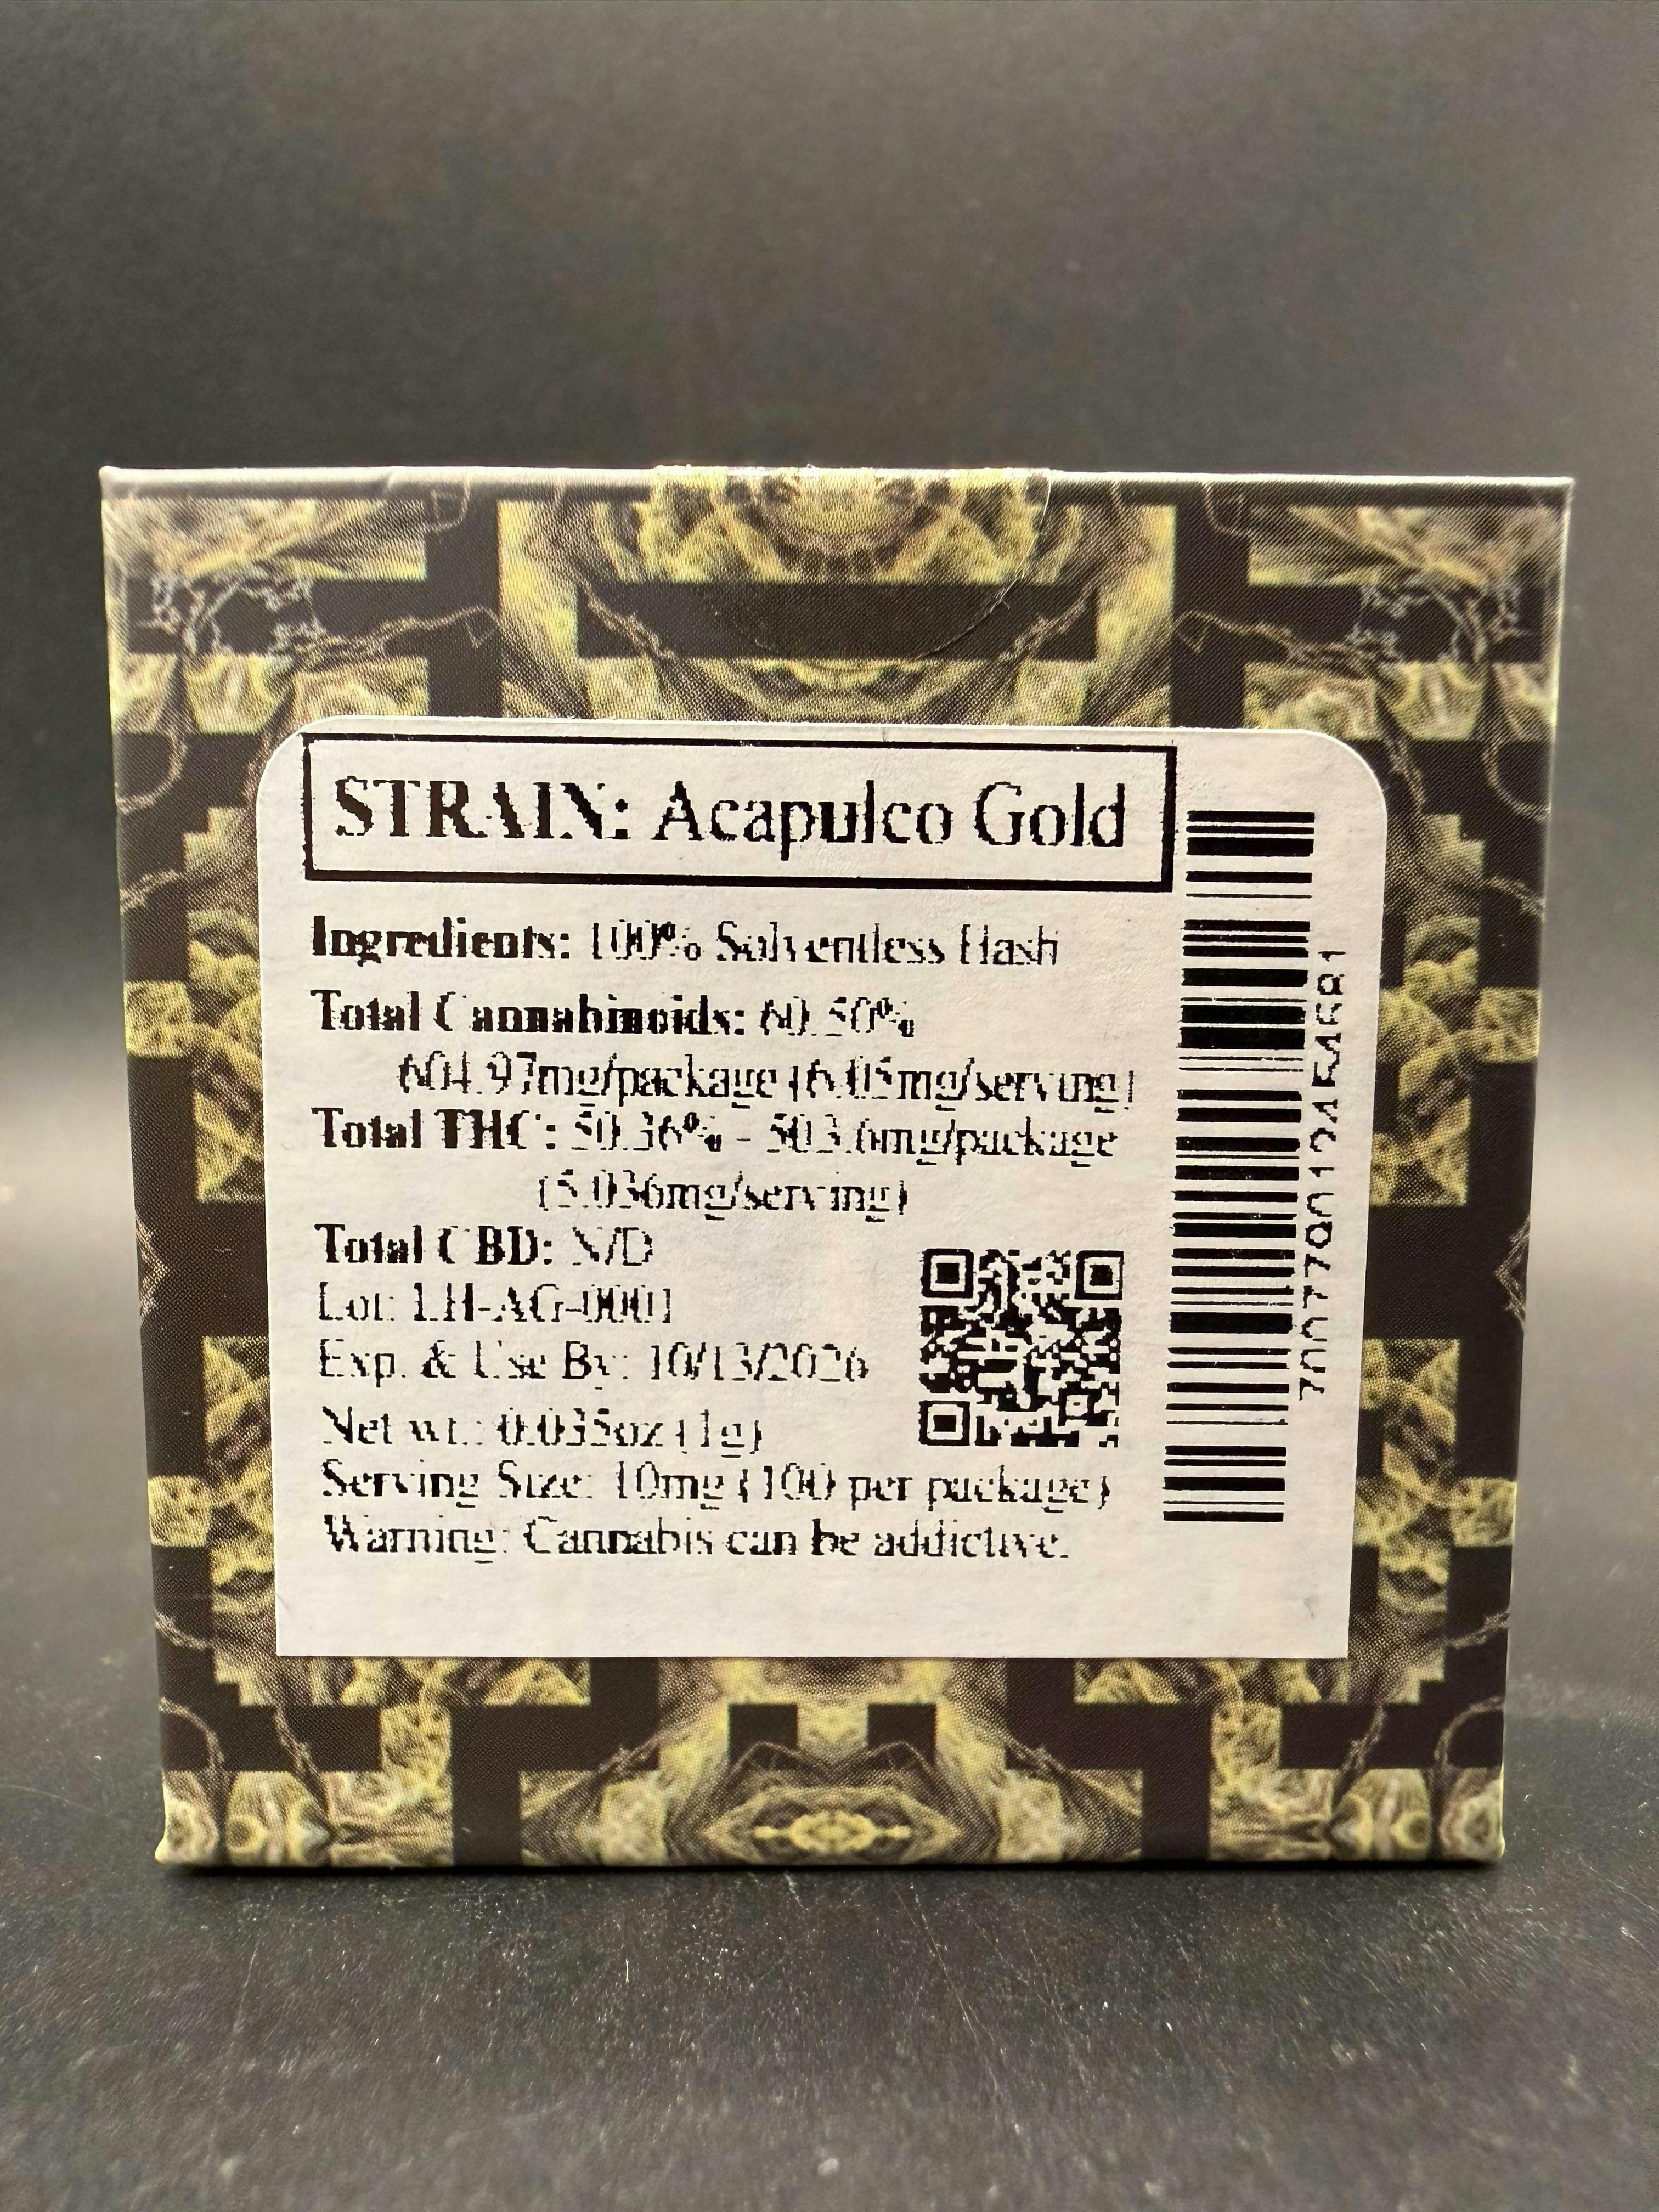 STRAIN: Acapulco Gold
Ingredients: 100% Solventless Hash
Total Cannabinoids: 60.50%
604.97mg/package (6.05mg/serving)
Total THC: 50.36% - 503.6mg/package
(5.036mg/serving)
Total CBD: N/D
Lot: LH-AG-0001
Exp. & Use By: 10/13/2026
Net wt.: 0.035oz (1g)
Serving Size: 10mg (100 per package)
Warning: Cannabis can be addictive.